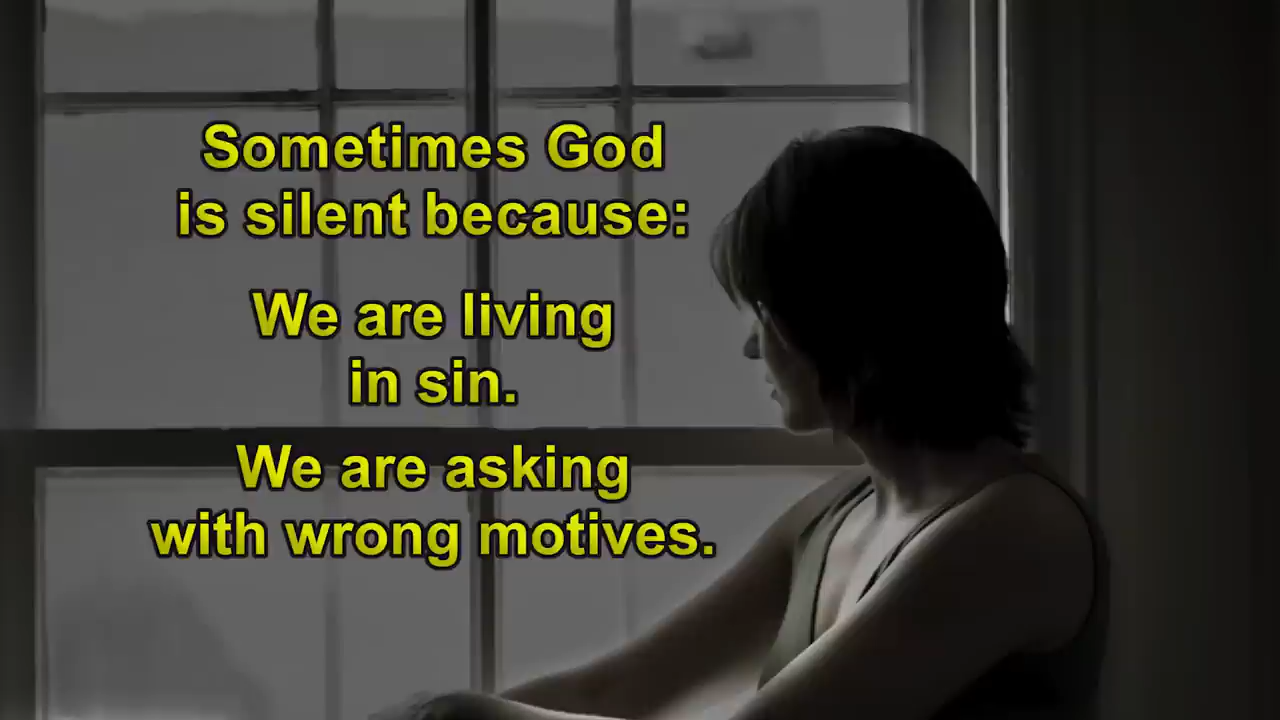 Sometimes God
is silent because:
We are living
in sin.
We are asking
with wrong motives.